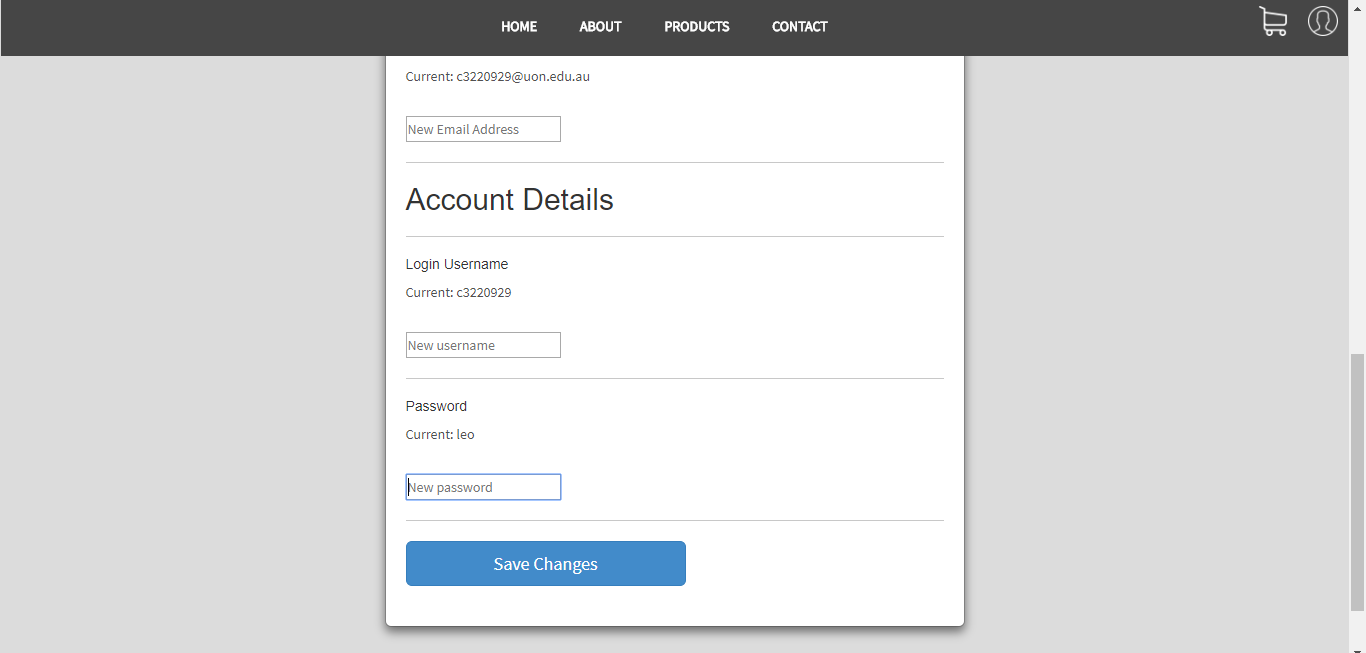 HOME ABOUT PRODUCTS CONTACT
Current: c3220929@uon.edu.au
New Email Address
Account Details
Login Username
Current: c3220929
New username
Password
Current: leo
New password
Save Changes